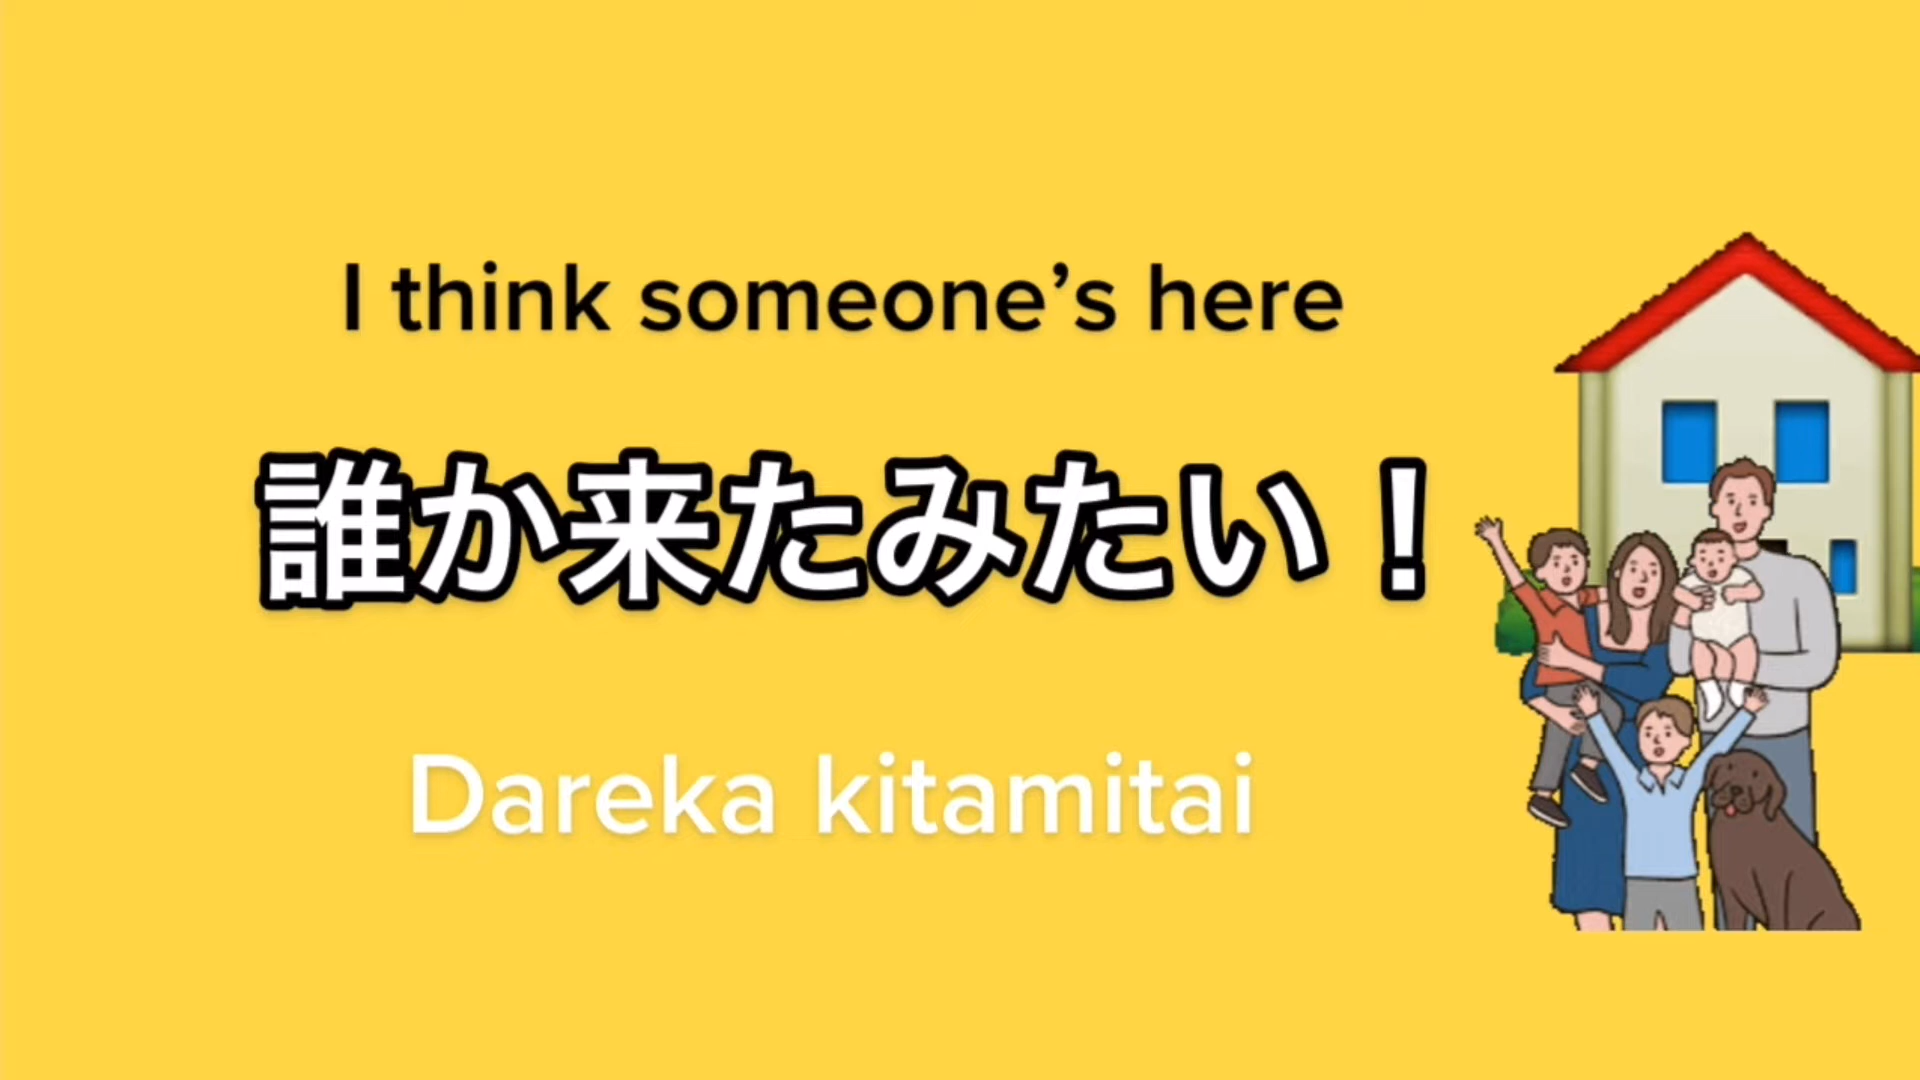 I think someone’s here
誰か来たみたい！
Dareka kitamitai